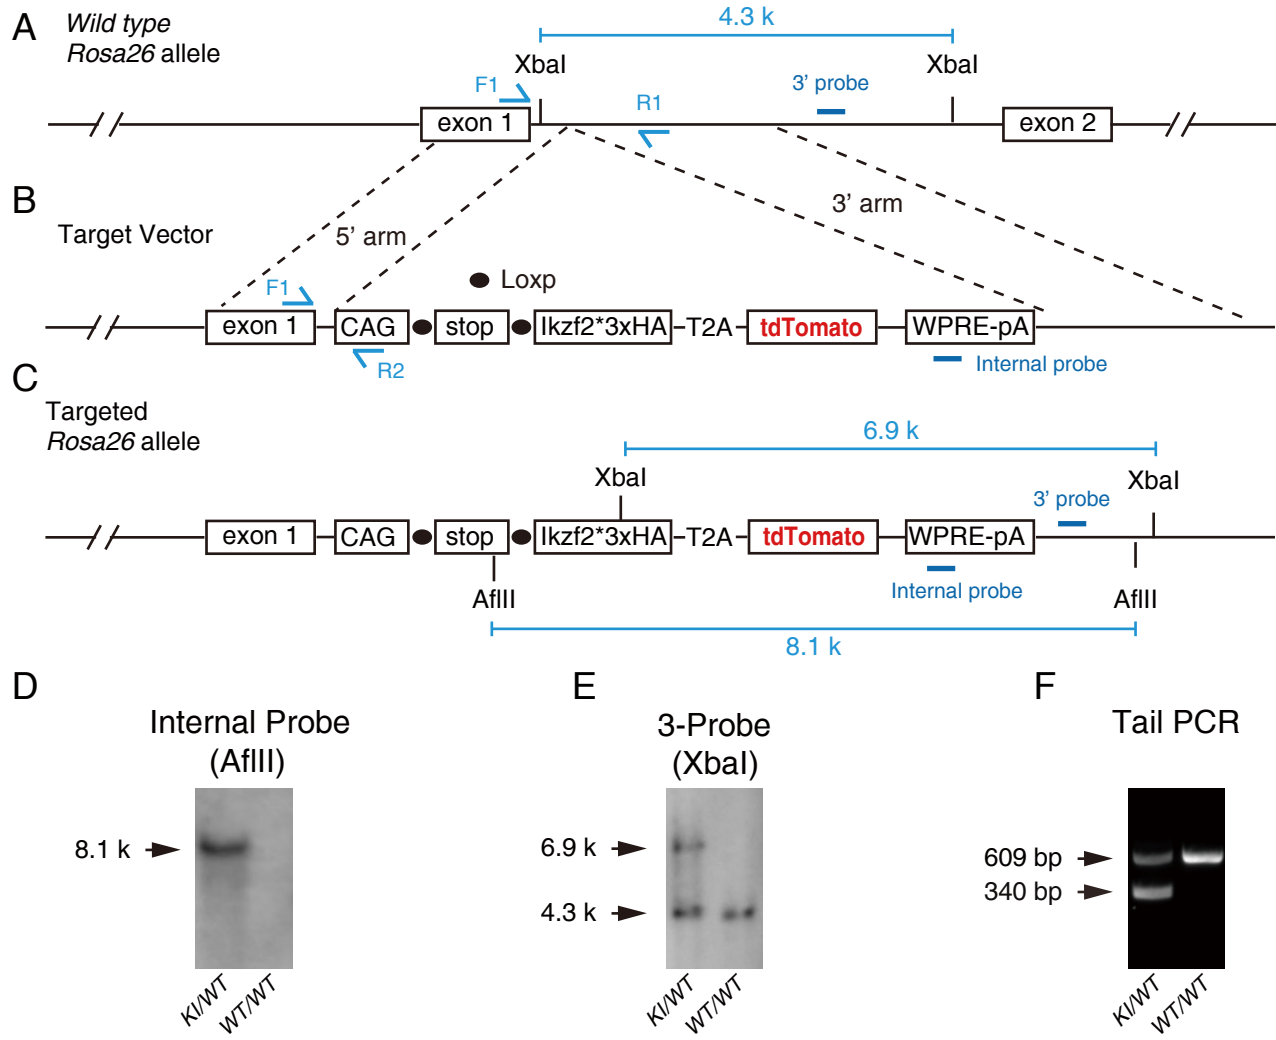 A
Wild type
Rosa26 allele
4.3 k
XbaI
XbaI
F1
R1
3’ probe
exon 1
exon 2
B
Target Vector
5’ arm
3’ arm
Loxp
F1
exon 1
CAG
stop
Ikzf2*3xHA
T2A
tdTomato
WPRE-pA
R2
Internal probe
C
Targeted
Rosa26 allele
6.9 k
XbaI
XbaI
3’ probe
exon 1
CAG
stop
Ikzf2*3xHA
T2A
tdTomato
WPRE-pA
Internal probe
AflII
AflII
8.1 k
D
Internal Probe
(AflII)
8.1 k
KI/WT
WT/WT
E
3-Probe
(XbaI)
6.9 k
4.3 k
KI/WT
WT/WT
F
Tail PCR
609 bp
340 bp
KI/WT
WT/WT